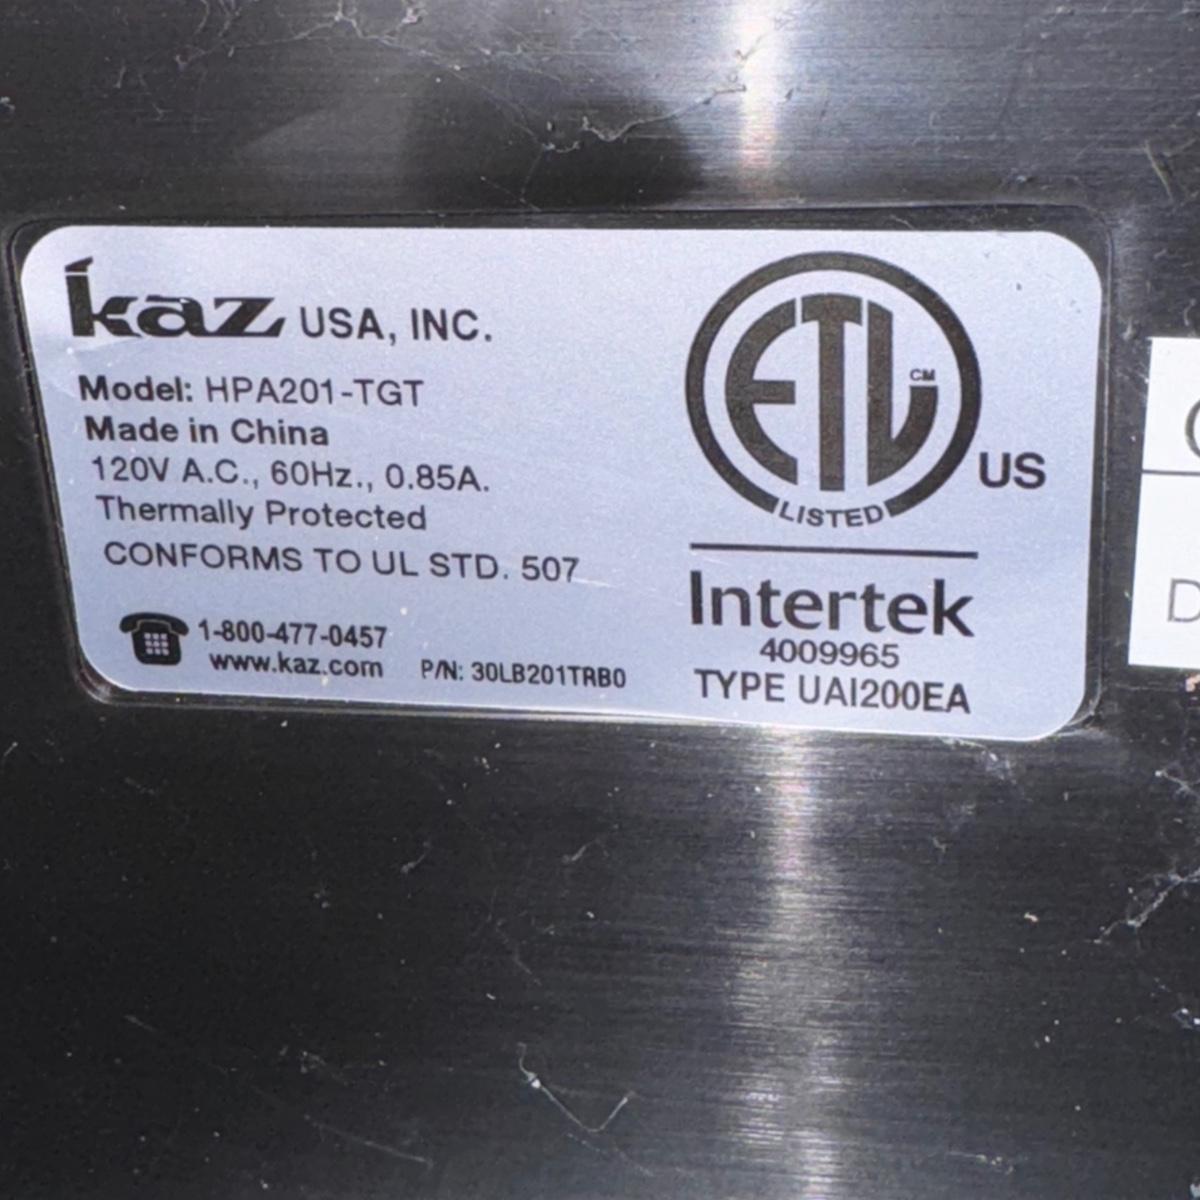 kaz USA, INC.
Model: HPA201-TGT
Made in China
120V A.C., 60Hz., 0.85A.
Thermally Protected
CONFORMS TO UL STD. 507
1-800-477-0457
www.kaz.com P/N: 30LB201TRB0
ETL CM
LISTED
US
Intertek
4009965
TYPE UAI200EA
D